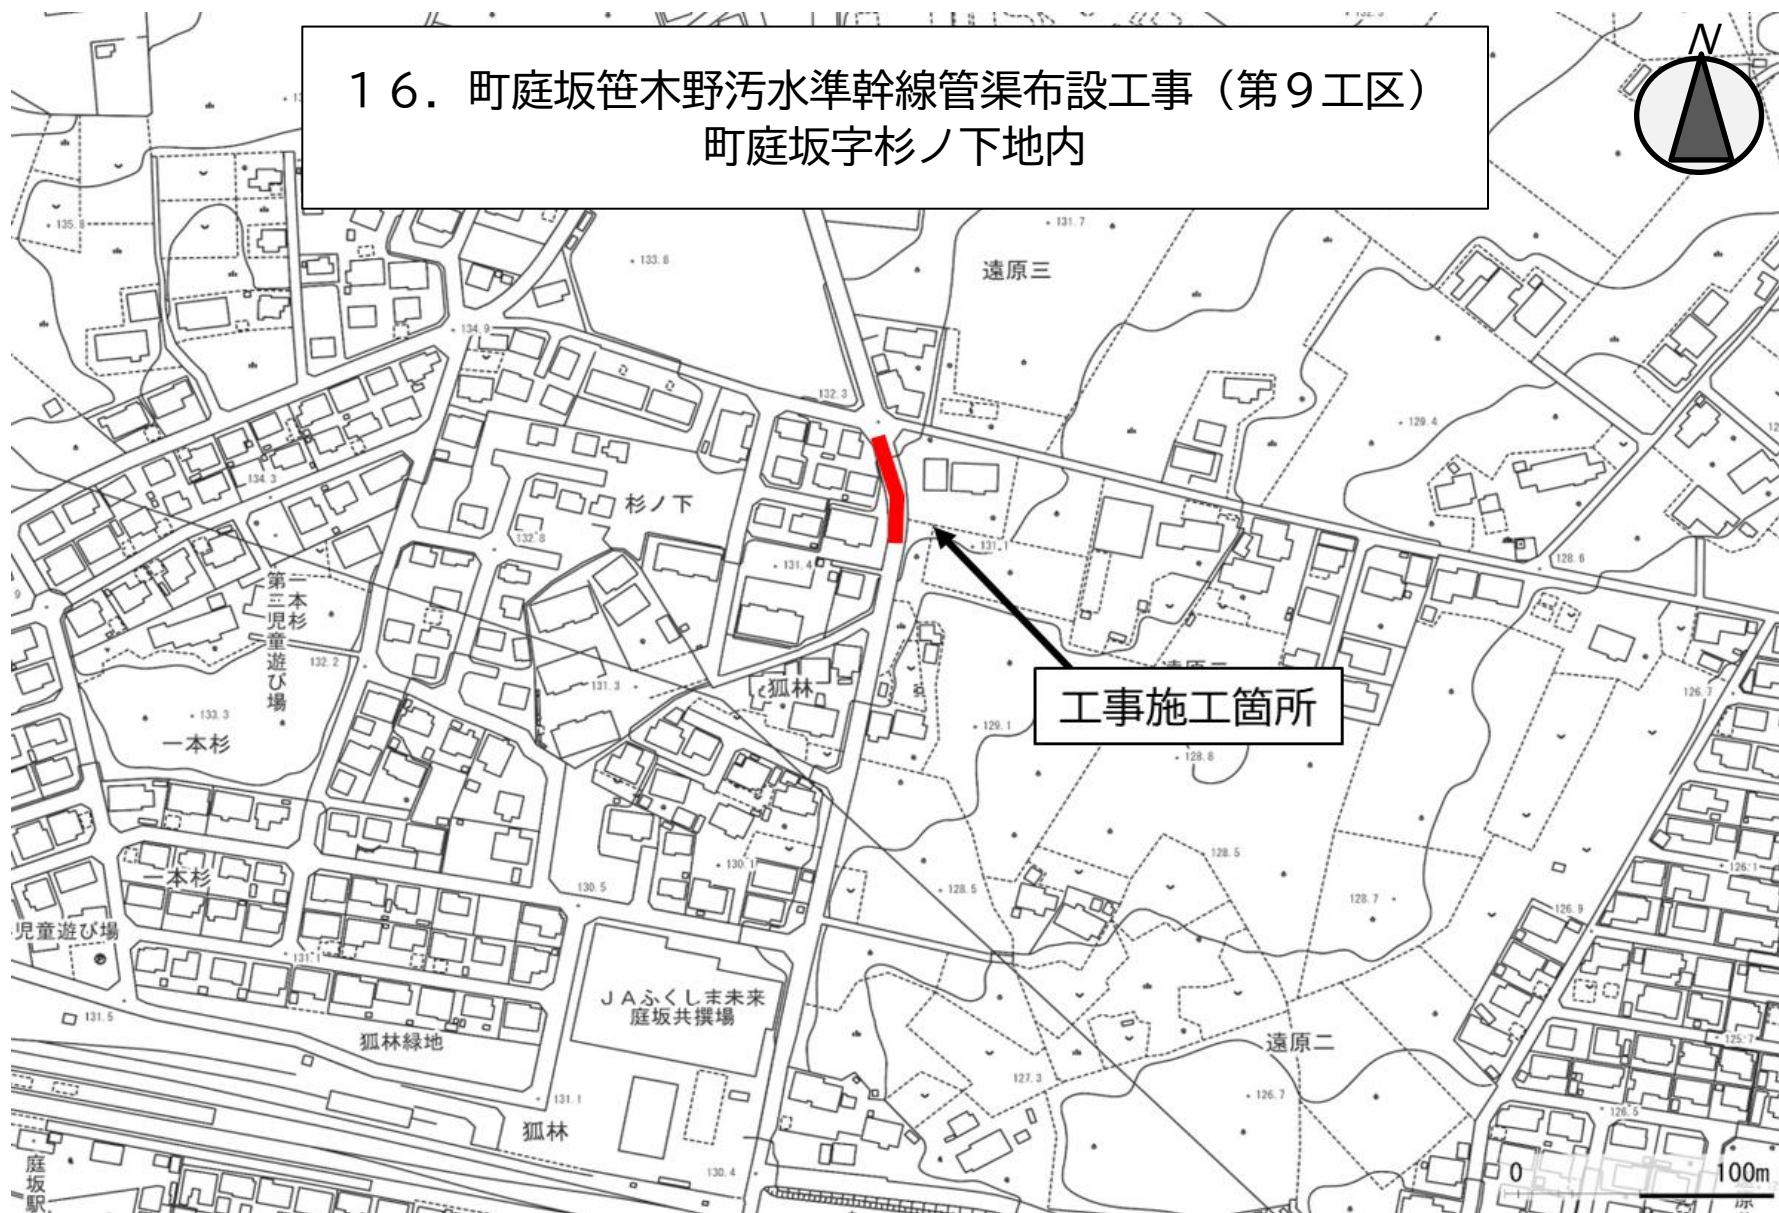 １６．町庭坂笹木野汚水準幹線管渠布設工事（第９工区）
町庭坂字杉ノ下地内
N
131.7
135.8
133.8
遠原三
134.9
132.3
129.4
134.3
杉ノ下
132.8
131.1
131.4
128.6
一本杉
第三児童遊び場
132.2
131.3
狐林
工事施工箇所
126.7
133.3
一本杉
129.1
128.8
130.1
128.5
126.1
一本杉
130.5
128.5
128.7
126.9
児童遊び場
131.1
ＪＡふくしま未来
庭坂共撰場
131.5
狐林緑地
遠原二
125.7
127.3
131.1
126.7
126.5
狐林
庭坂駅
130.4
0
100m